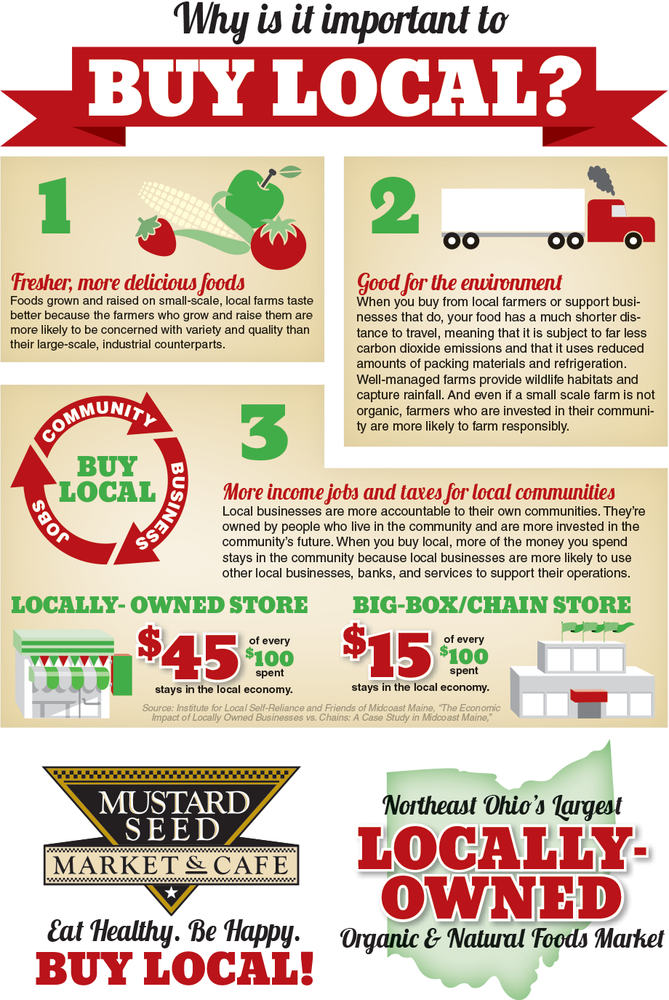 Why is it important to
BUY LOCAL?
1
Fresher, more delicious foods
Foods grown and raised on small-scale, local farms taste
better because the farmers who grow and raise them are
more likely to be concerned with variety and quality than
their large-scale, industrial counterparts.
2
Good for the environment
When you buy from local farmers or support busi-
nesses that do, your food has a much shorter dis-
tance to travel, meaning that it is subject to far less
carbon dioxide emissions and that it uses reduced
amounts of packing materials and refrigeration.
Well-managed farms provide wildlife habitats and
capture rainfall. And even if a small scale farm is not
organic, farmers who are invested in their communi-
ty are more likely to farm responsibly.
COMMUNITY
BUSINESS
JOBS
BUY
LOCAL
3
More income jobs and taxes for local communities
Local businesses are more accountable to their own communities. They're
owned by people who live in the community and are more invested in the
community's future. When you buy local, more of the money you spend
stays in the community because local businesses are more likely to use
other local businesses, banks, and services to support their operations.
LOCALLY- OWNED STORE
$45
of every
$100
spent
stays in the local economy.
BIG-BOX/CHAIN STORE
$15
of every
$100
spent
stays in the local economy.
Source: Institute for Local Self-Reliance and Friends of Midcoast Maine, “The Economic
Impact of Locally Owned Businesses vs. Chains: A Case Study in Midcoast Maine,”
MUSTARD
SEED
MARKET & CAFE
Eat Healthy. Be Happy.
BUY LOCAL!
Northeast Ohio's Largest
LOCALLY-
OWNED
Organic & Natural Foods Market